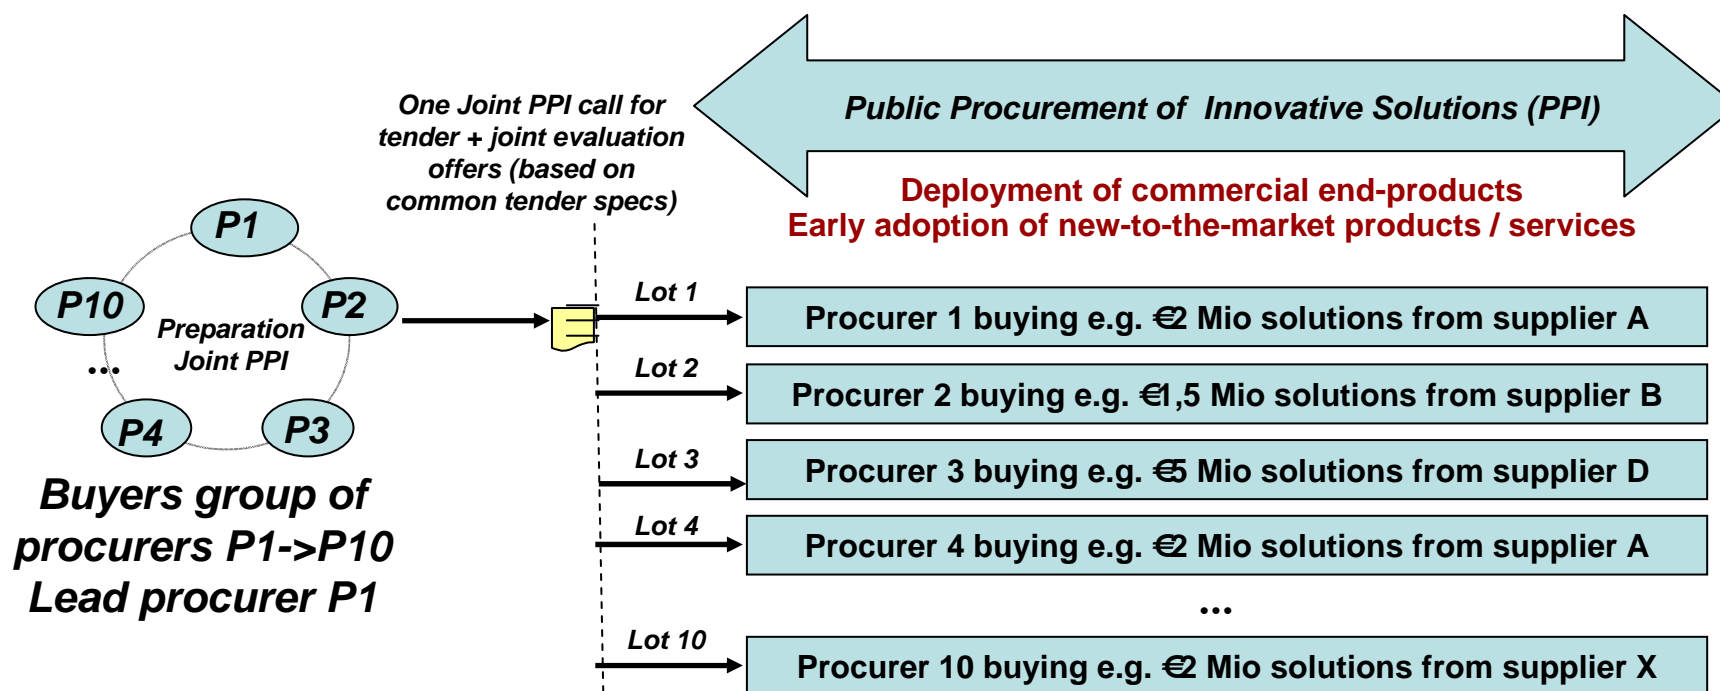 One Joint PPI call for
tender + joint evaluation
offers (based on
common tender specs)
Public Procurement of Innovative Solutions (PPI)
Deployment of commercial end-products
Early adoption of new-to-the-market products / services
P1
P10
P2
Preparation
Joint PPI
...
P4
P3
Buyers group of
procurers P1->P10
Lead procurer P1
Lot 1
Procurer 1 buying e.g. €2 Mio solutions from supplier A
Lot 2
Procurer 2 buying e.g. €1,5 Mio solutions from supplier B
Lot 3
Procurer 3 buying e.g. €5 Mio solutions from supplier D
Lot 4
Procurer 4 buying e.g. €2 Mio solutions from supplier A
...
Lot 10
Procurer 10 buying e.g. €2 Mio solutions from supplier X